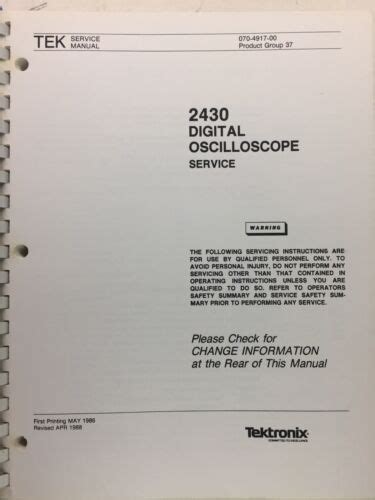 TEK SERVICE MANUAL
070-4917-00
Product Group 37
2430
DIGITAL
OSCILLOSCOPE
SERVICE
WARNING
THE FOLLOWING SERVICING INSTRUCTIONS ARE
FOR USE BY QUALIFIED PERSONNEL ONLY. TO
AVOID PERSONAL INJURY, DO NOT PERFORM ANY
SERVICING OTHER THAN THAT CONTAINED IN
OPERATING INSTRUCTIONS UNLESS YOU ARE
QUALIFIED TO DO SO. REFER TO OPERATORS
SAFETY SUMMARY AND SERVICE SAFETY SUM-
MARY PRIOR TO PERFORMING ANY SERVICE.
Please Check for
CHANGE INFORMATION
at the Rear of This Manual
First Printing MAY 1986
Revised APR 1988
Tektronix
COMMITTED TO EXCELLENCE